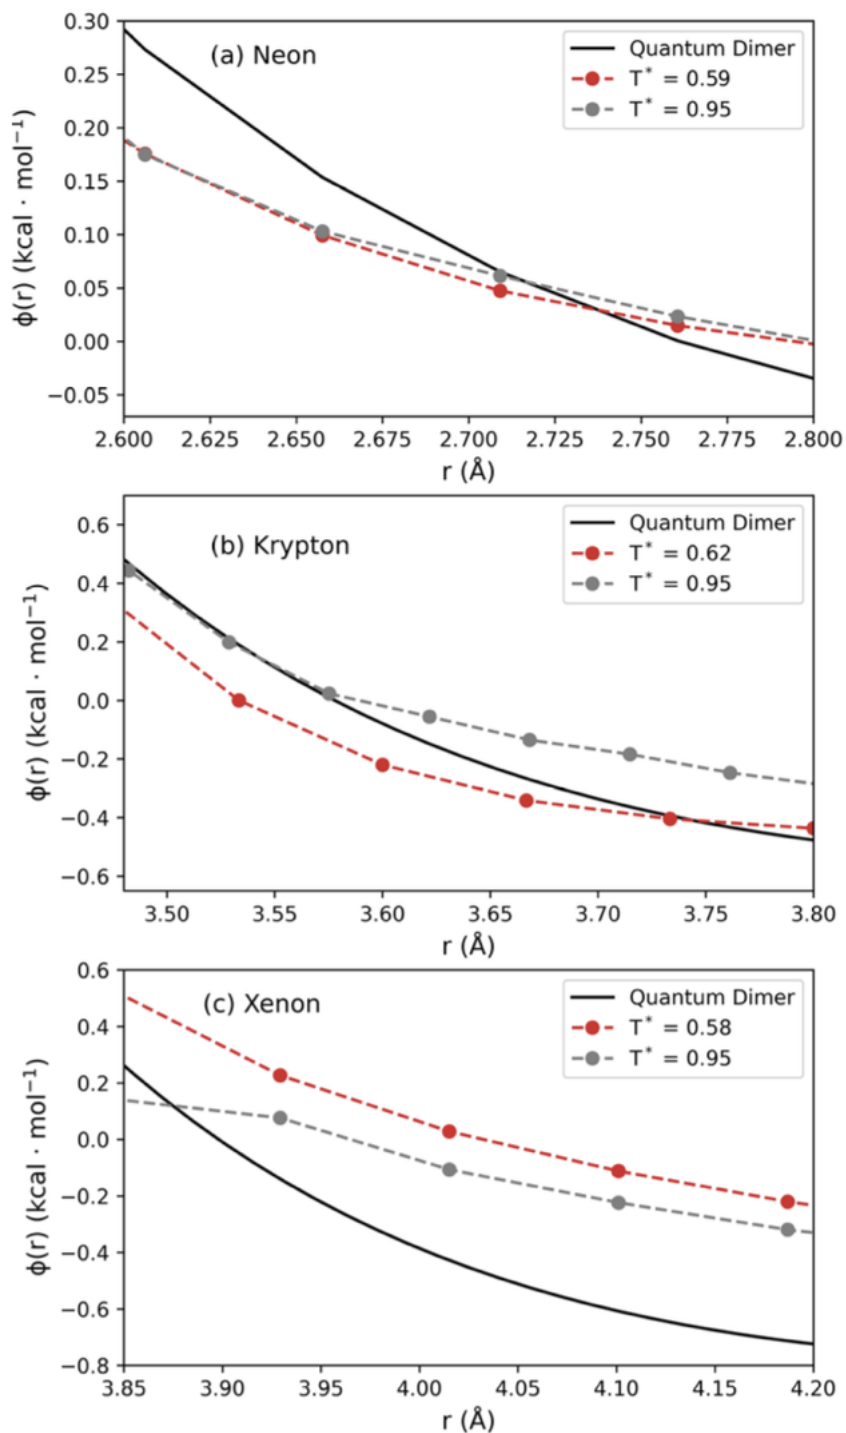 (a) Neon
Quantum Dimer
T* = 0.59
T* = 0.95
0.30
0.25
0.20
0.15
0.10
0.05
0.00
−0.05
ϕ(r) (kcal · mol⁻¹)
2.600 2.625 2.650 2.675 2.700 2.725 2.750 2.775 2.800
r (Å)
(b) Krypton
Quantum Dimer
T* = 0.62
T* = 0.95
0.6
0.4
0.2
0.0
−0.2
−0.4
−0.6
ϕ(r) (kcal · mol⁻¹)
3.50 3.55 3.60 3.65 3.70 3.75 3.80
r (Å)
(c) Xenon
Quantum Dimer
T* = 0.58
T* = 0.95
0.6
0.4
0.2
0.0
−0.2
−0.4
−0.6
−0.8
ϕ(r) (kcal · mol⁻¹)
3.85 3.90 3.95 4.00 4.05 4.10 4.15 4.20
r (Å)